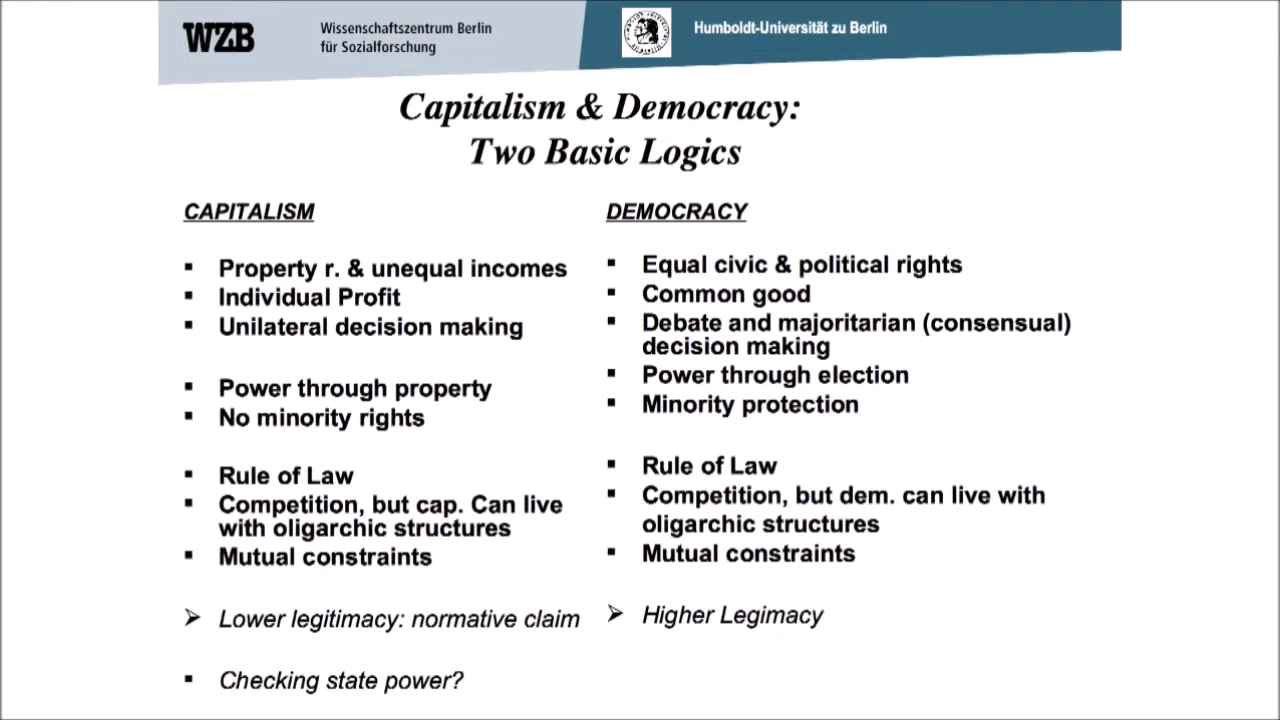 WZB
Wissenschaftszentrum Berlin
für Sozialforschung
Humboldt-Universität zu Berlin
Capitalism & Democracy:
Two Basic Logics
CAPITALISM
Property r. & unequal incomes
Individual Profit
Unilateral decision making
Power through property
No minority rights
Rule of Law
Competition, but cap. Can live
with oligarchic structures
Mutual constraints
Lower legitimacy: normative claim
Checking state power?
DEMOCRACY
Equal civic & political rights
Common good
Debate and majoritarian (consensual)
decision making
Power through election
Minority protection
Rule of Law
Competition, but dem. can live with
oligarchic structures
Mutual constraints
Higher Legimacy